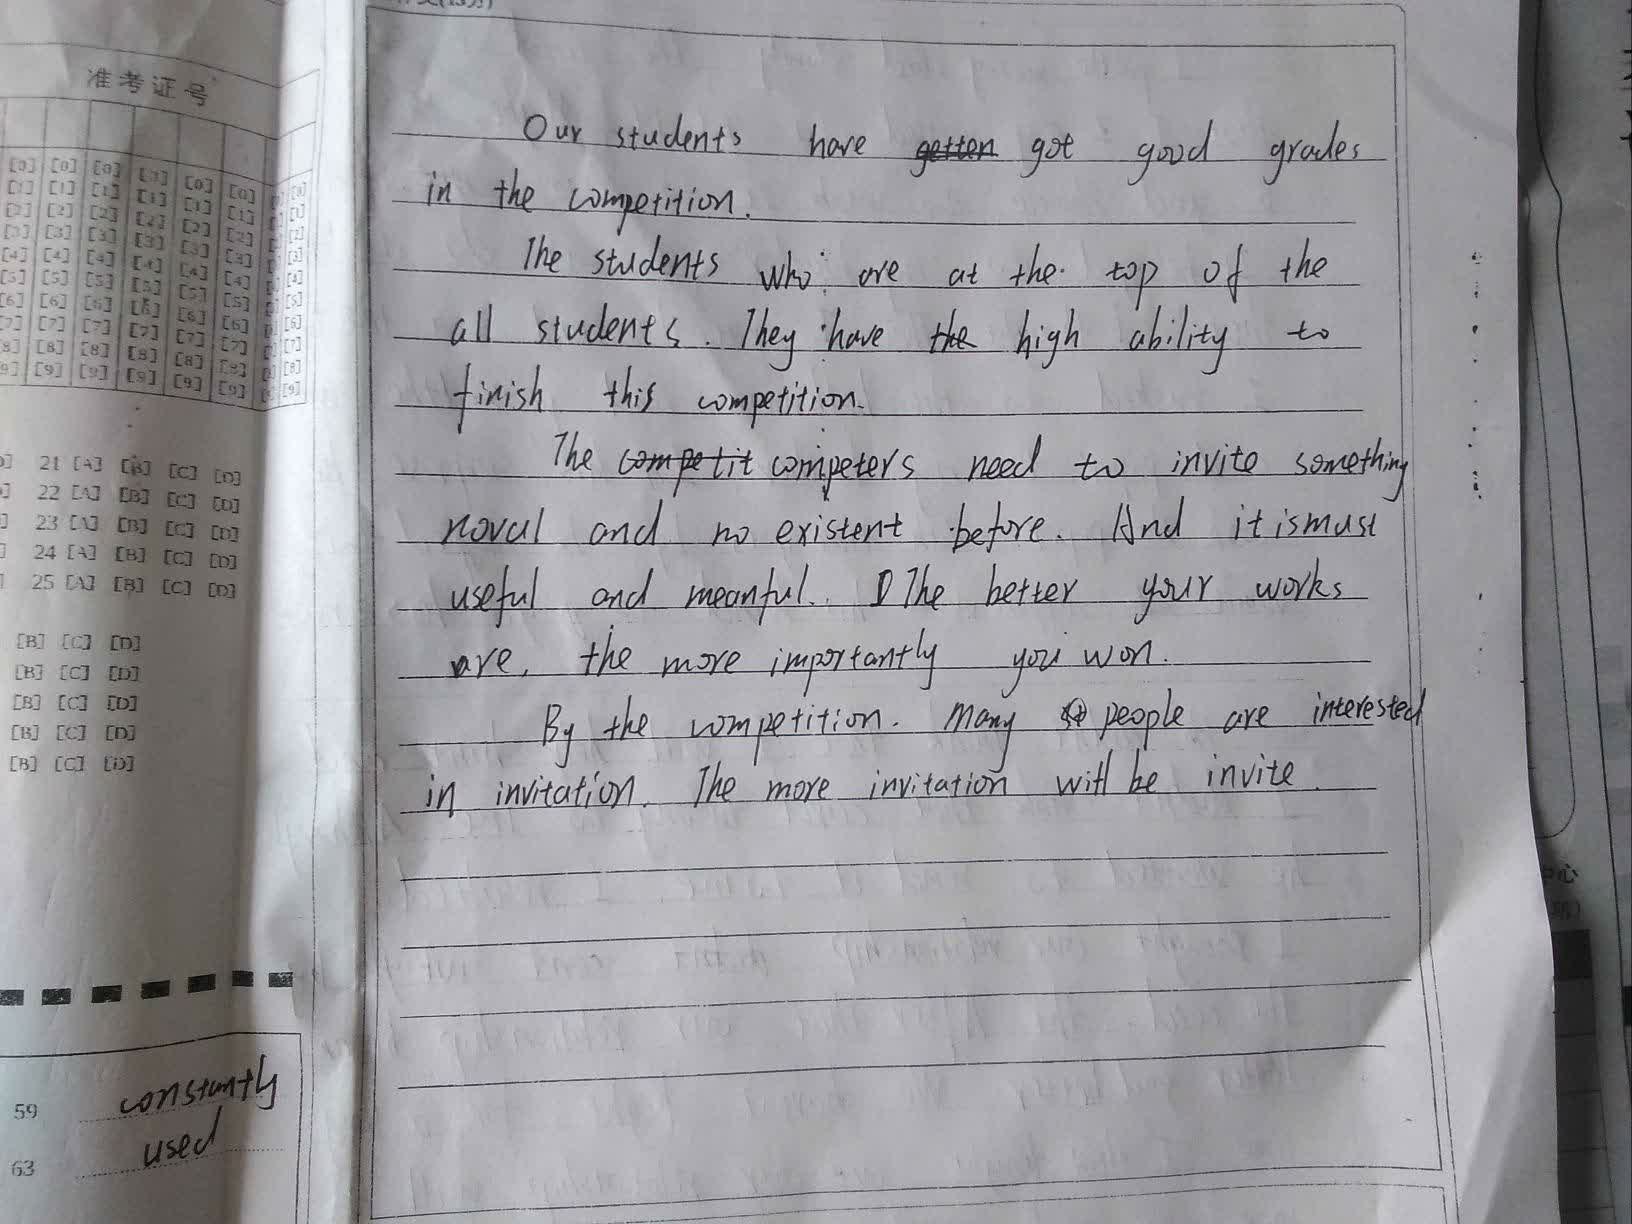 准考证号
[0] [0] [0] [0] [0] [0] [0]
[1] [1] [1] [1] [1] [1] [1]
[2] [2] [2] [2] [2] [2] [2]
[3] [3] [3] [3] [3] [3] [3]
[4] [4] [4] [4] [4] [4] [4]
[5] [5] [5] [5] [5] [5] [5]
[6] [6] [6] [6] [6] [6] [6]
[7] [7] [7] [7] [7] [7] [7]
[8] [8] [8] [8] [8] [8] [8]
[9] [9] [9] [9] [9] [9] [9]
21 [A] [B] [C] [D]
22 [A] [B] [C] [D]
23 [A] [B] [C] [D]
24 [A] [B] [C] [D]
25 [A] [B] [C] [D]
[B] [C] [D]
[B] [C] [D]
[B] [C] [D]
[B] [C] [D]
[B] [C] [D]
59 constantly
63 used
Our students have getten got good grades
in the competition.
The students who are at the top of the
all students. They have the high ability to
finish this competition.
The competit competers need to invite something
noval and no existent before. And it is must
useful and meanful. The better your works
are, the more importantly you won.
By the competition. Many people are interested
in invitation. The more invitation will be invite.